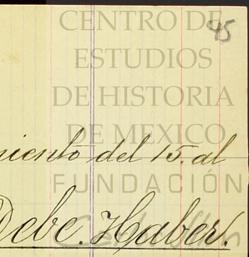 45
CENTRO DE
ESTUDIOS
DE HISTORIA
DE MEXICO
miento del 15. al
FUNDACIÓN
Debe. Haber.